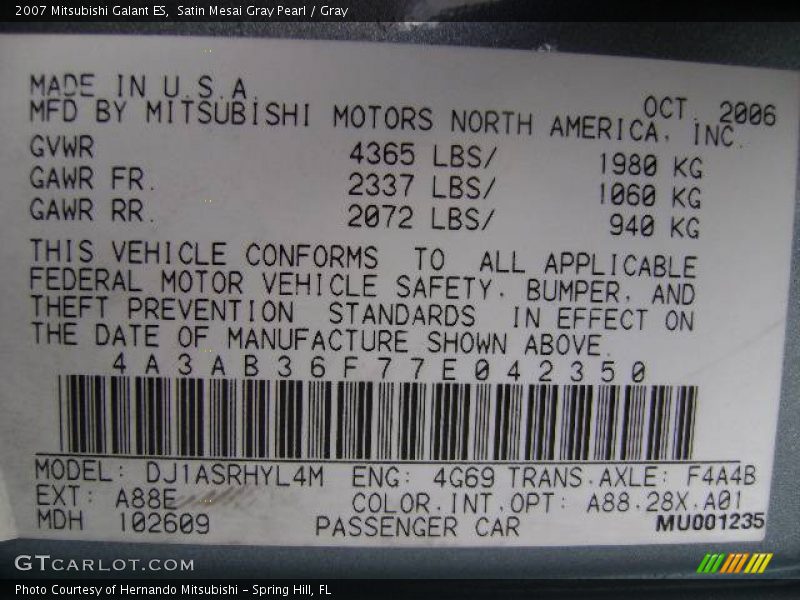 2007 Mitsubishi Galant ES, Satin Mesai Gray Pearl / Gray
MADE IN U.S.A.
OCT. 2006
MFD BY MITSUBISHI MOTORS NORTH AMERICA, INC.
GVWR 4365 LBS/ 1980 KG
GAWR FR. 2337 LBS/ 1060 KG
GAWR RR. 2072 LBS/ 940 KG
THIS VEHICLE CONFORMS TO ALL APPLICABLE
FEDERAL MOTOR VEHICLE SAFETY, BUMPER, AND
THEFT PREVENTION STANDARDS IN EFFECT ON
THE DATE OF MANUFACTURE SHOWN ABOVE.
4A3AB36F77E042350
MODEL: DJ1ASRHYL4M ENG: 4G69 TRANS.AXLE: F4A4B
EXT: A88E COLOR.INT.OPT: A88.28X.A01
MDH 102609 PASSENGER CAR MU001235
GTCARLOT.COM
Photo Courtesy of Hernando Mitsubishi - Spring Hill, FL